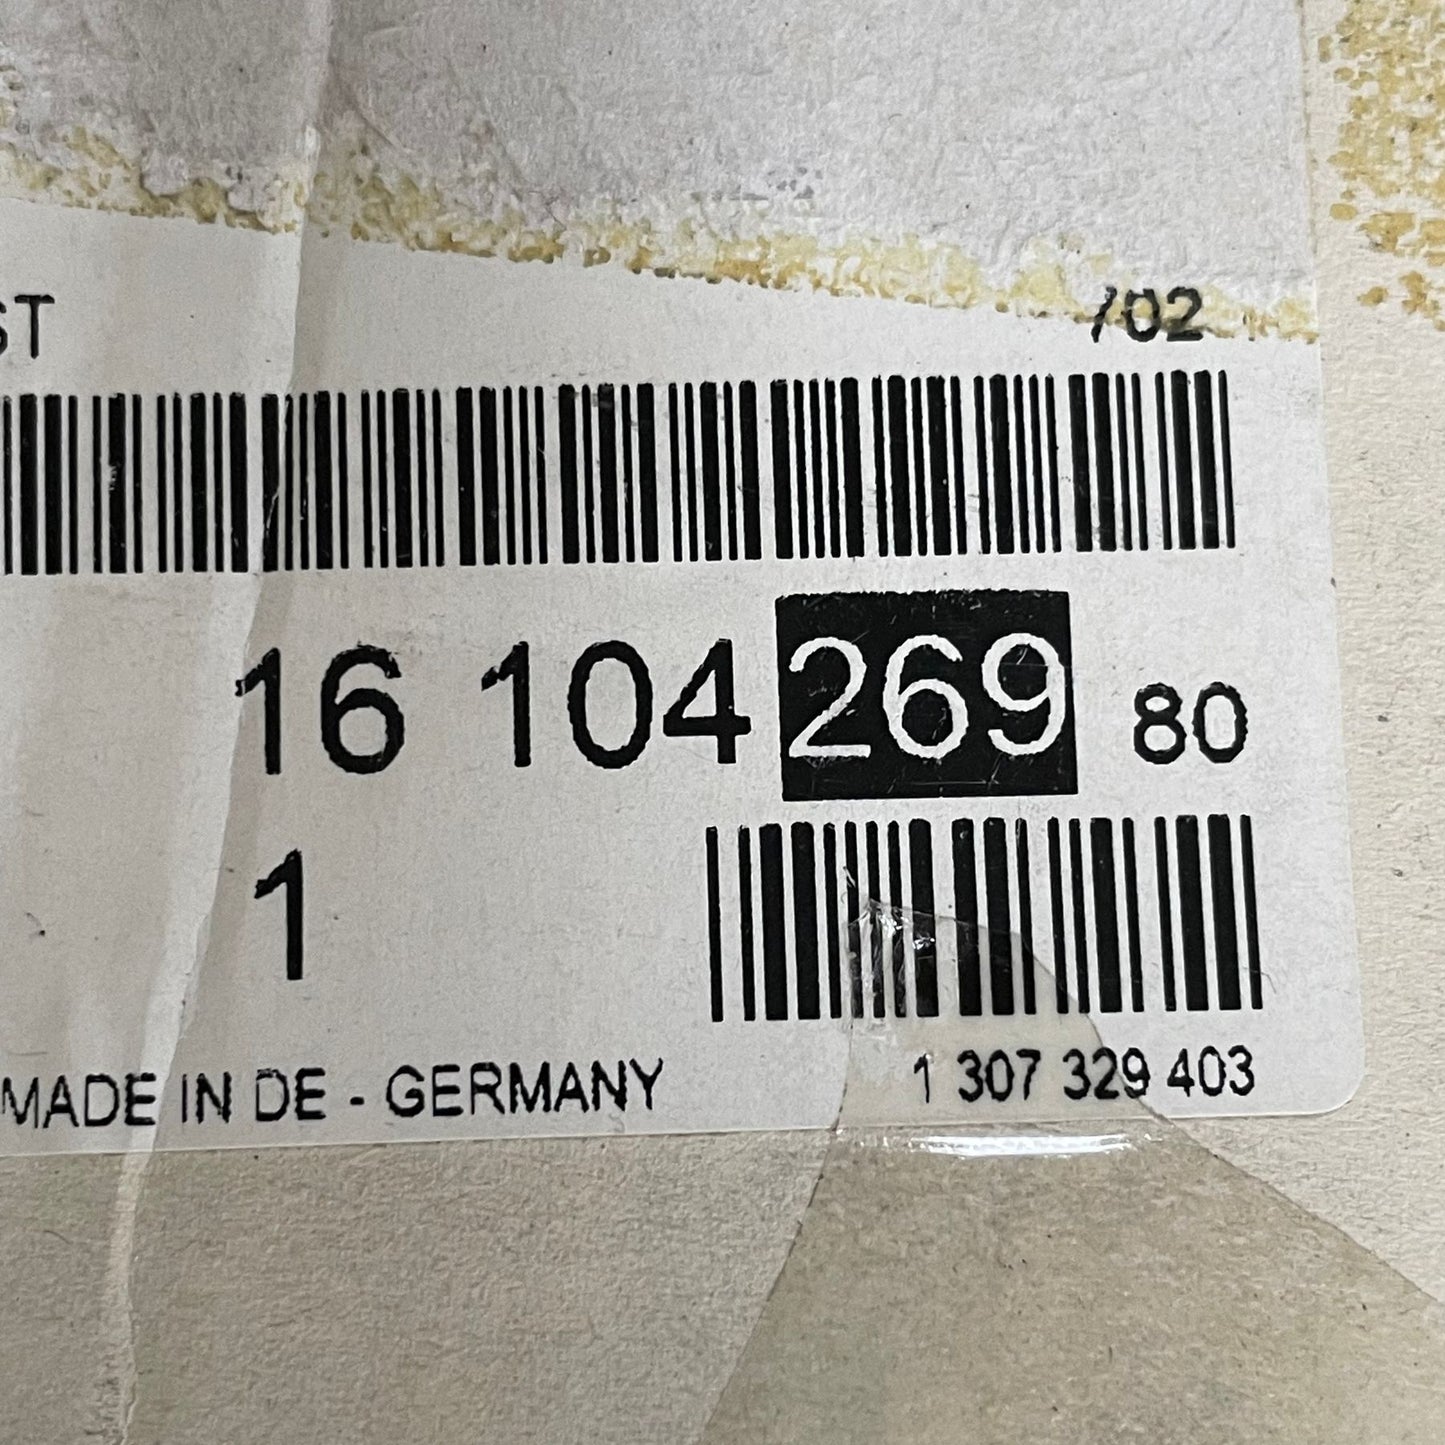 ST /02
16 104 269 80
1
MADE IN DE - GERMANY 1 307 329 403